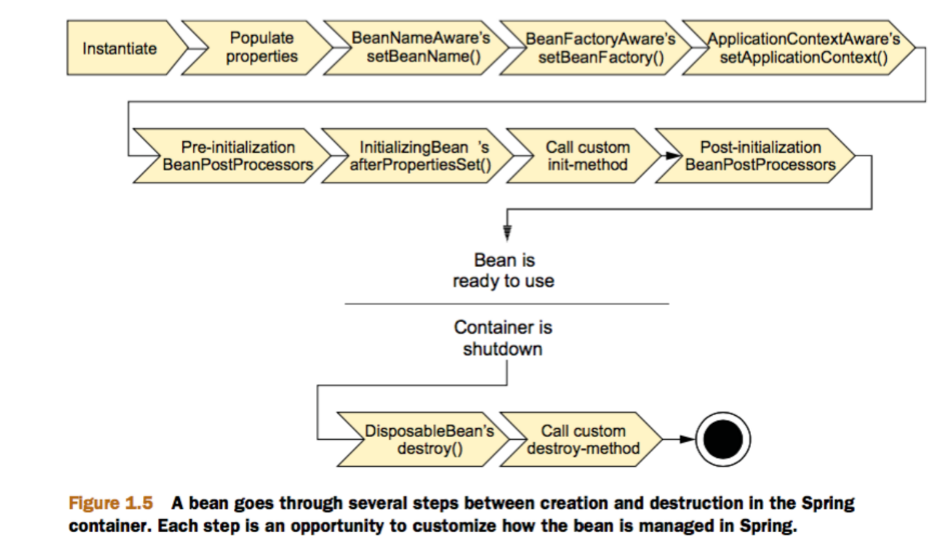 Instantiate
Populate
properties
BeanNameAware's
setBeanName()
BeanFactoryAware's
setBeanFactory()
ApplicationContextAware's
setApplicationContext()
Pre-initialization
BeanPostProcessors
InitializingBean 's
afterPropertiesSet()
Call custom
init-method
Post-initialization
BeanPostProcessors
Bean is
ready to use
Container is
shutdown
DisposableBean's
destroy()
Call custom
destroy-method
Figure 1.5 A bean goes through several steps between creation and destruction in the Spring
container. Each step is an opportunity to customize how the bean is managed in Spring.